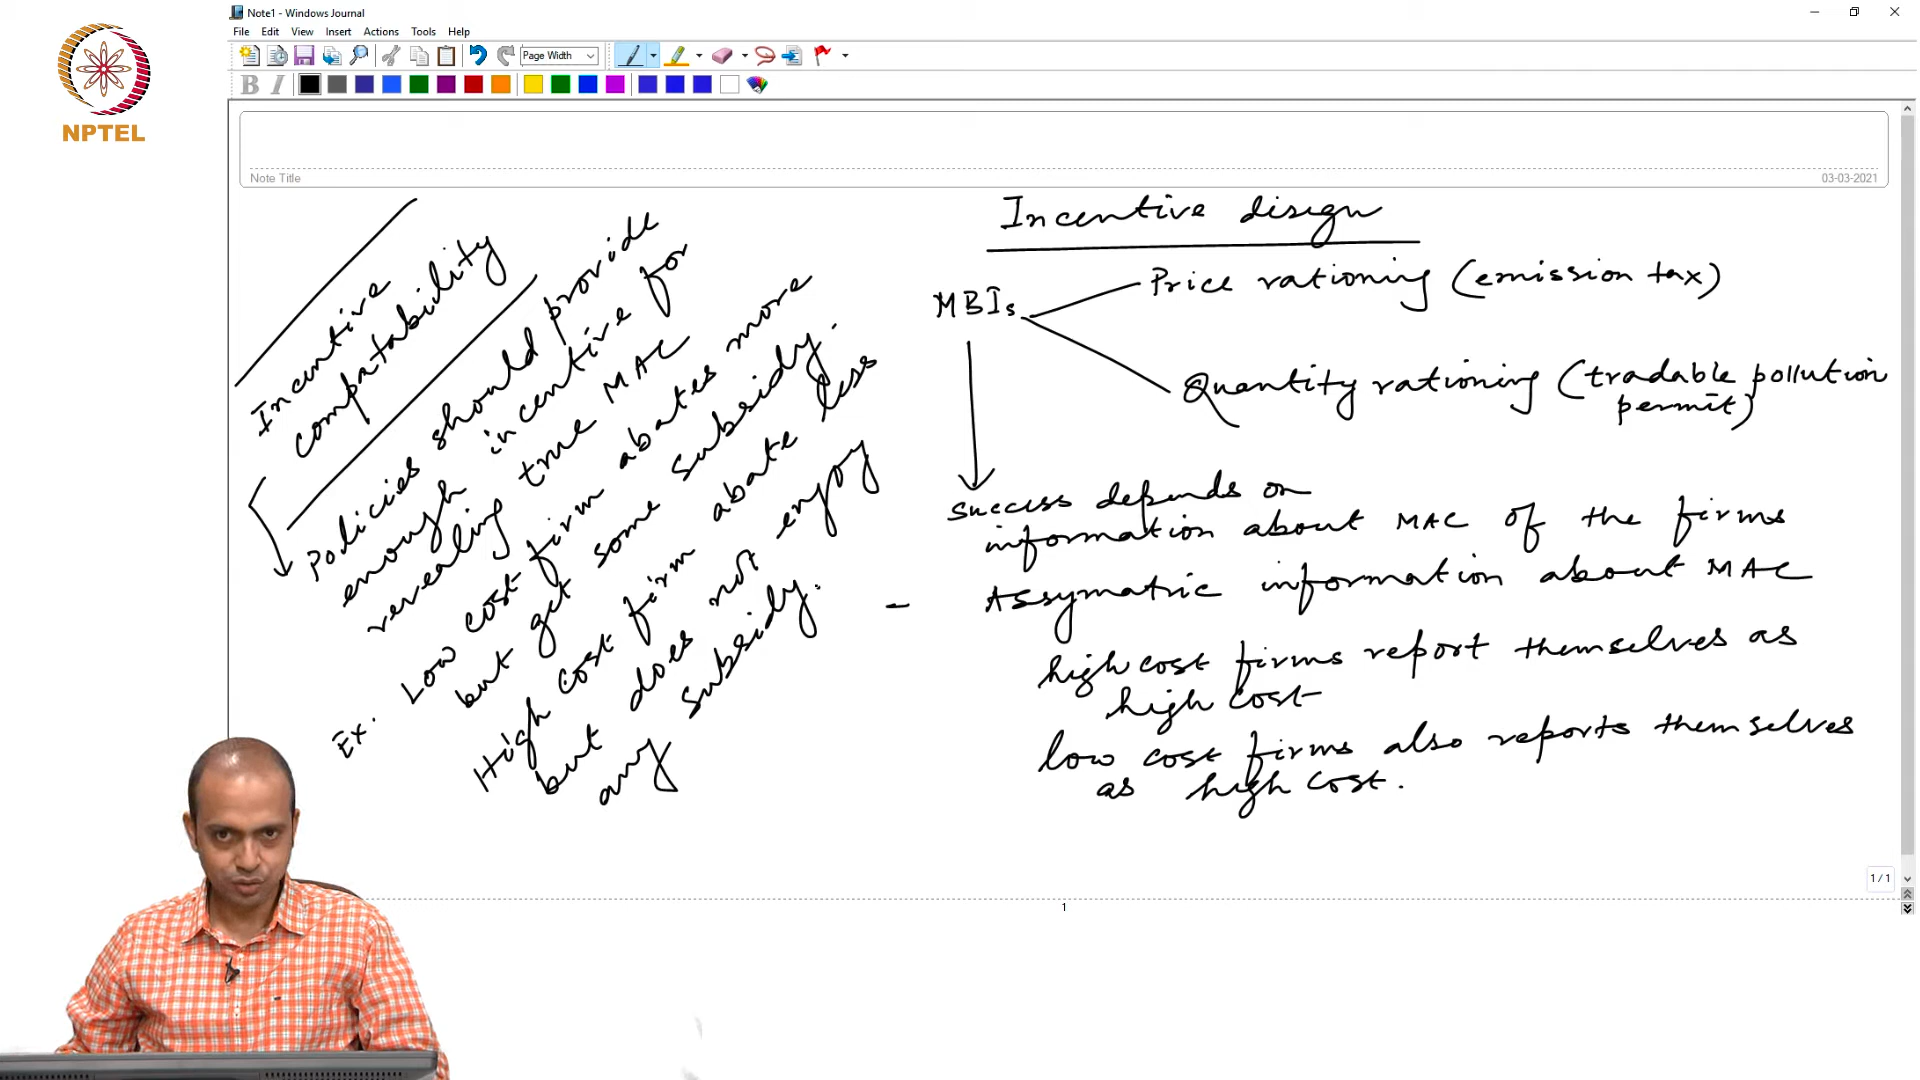 Note1 - Windows Journal
File Edit View Insert Actions Tools Help
Page Width
B I
NPTEL
Note Title
03-03-2021
Incentive disign
MBIs
Price rationing (emission tax)
Quantity rationing (tradable pollution
permit)
success depends on
information about MAC of the firms
- Assymatric information about MAC
high cost firms report themselves as
high cost
low cost firms also reports themselves
as high cost.
Incentive
compatability
Policies should provide
enough incentive for
revealing true MAC
Ex. Low cost firm abates more
but get some subsidy.
High cost firm abate less
but does not enjoy
any subsidy.
1 / 1
1